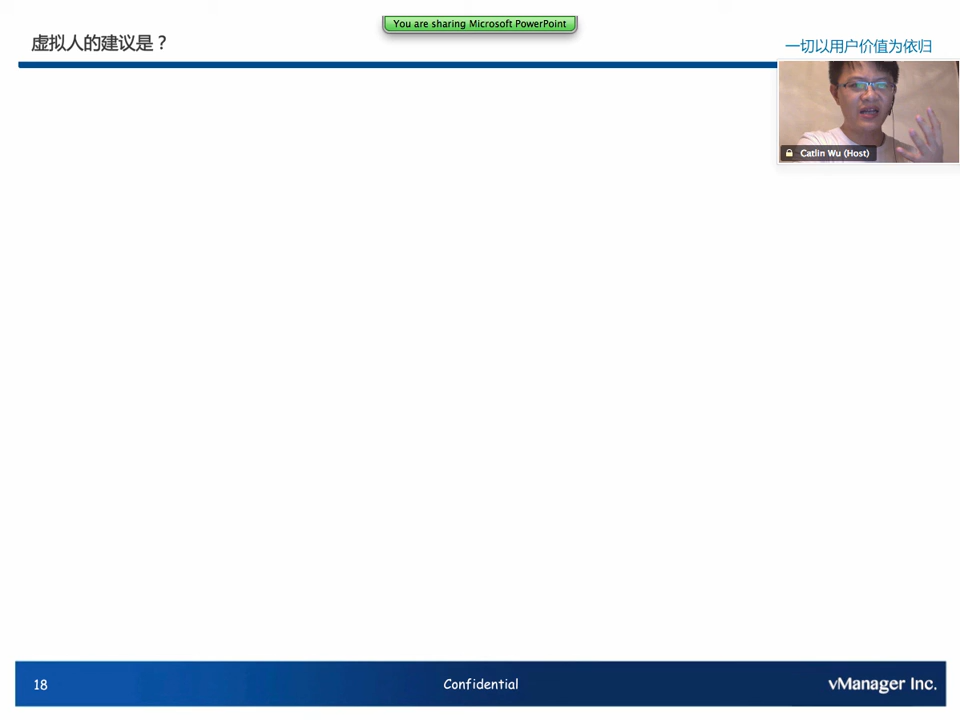 You are sharing Microsoft PowerPoint
虚拟人的建议是？
一切以用户价值为依归
Catlin Wu (Host)
18
Confidential
vManager Inc.